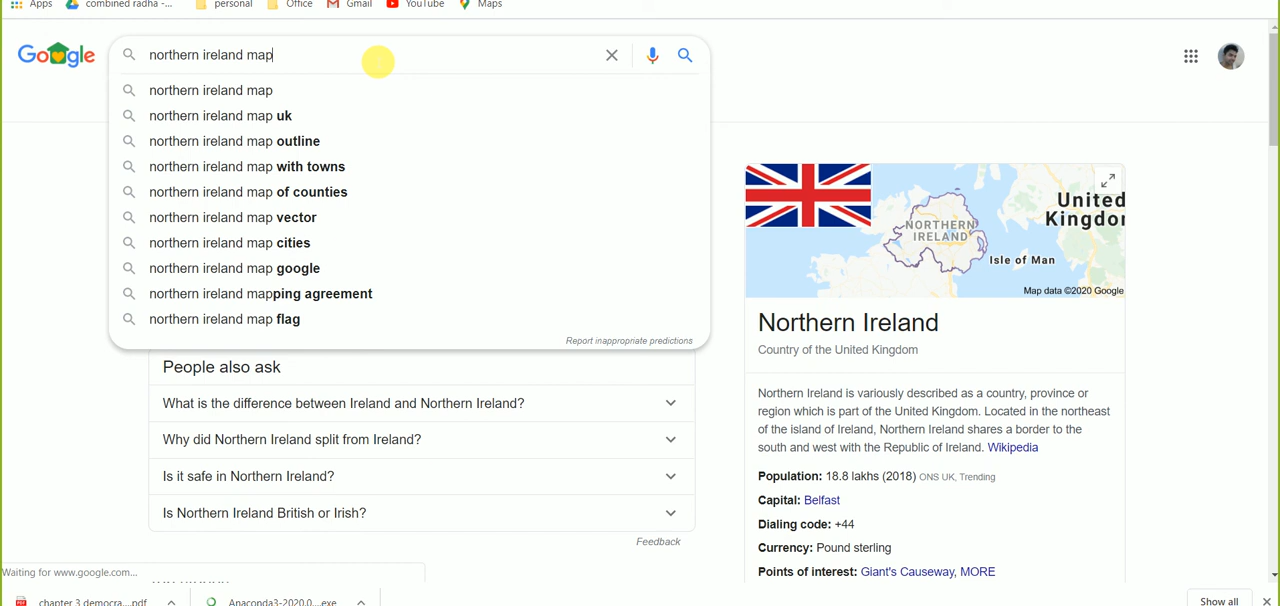 Apps combined radha -... personal Office Gmail YouTube Maps
Google
northern ireland map
northern ireland map
northern ireland map uk
northern ireland map outline
northern ireland map with towns
northern ireland map of counties
northern ireland map vector
northern ireland map cities
northern ireland map google
northern ireland mapping agreement
northern ireland map flag
Report inappropriate predictions
People also ask
What is the difference between Ireland and Northern Ireland?
Why did Northern Ireland split from Ireland?
Is it safe in Northern Ireland?
Is Northern Ireland British or Irish?
Feedback
United
Kingdo
NORTHERN
IRELAND
Isle of Man
Map data ©2020 Google
Northern Ireland
Country of the United Kingdom
Northern Ireland is variously described as a country, province or
region which is part of the United Kingdom. Located in the northeast
of the island of Ireland, Northern Ireland shares a border to the
south and west with the Republic of Ireland. Wikipedia
Population: 18.8 lakhs (2018) ONS UK, Trending
Capital: Belfast
Dialing code: +44
Currency: Pound sterling
Points of interest: Giant's Causeway, MORE
Waiting for www.google.com...
chapter 3 democra....pdf Anaconda3-2020.0....exe Show all